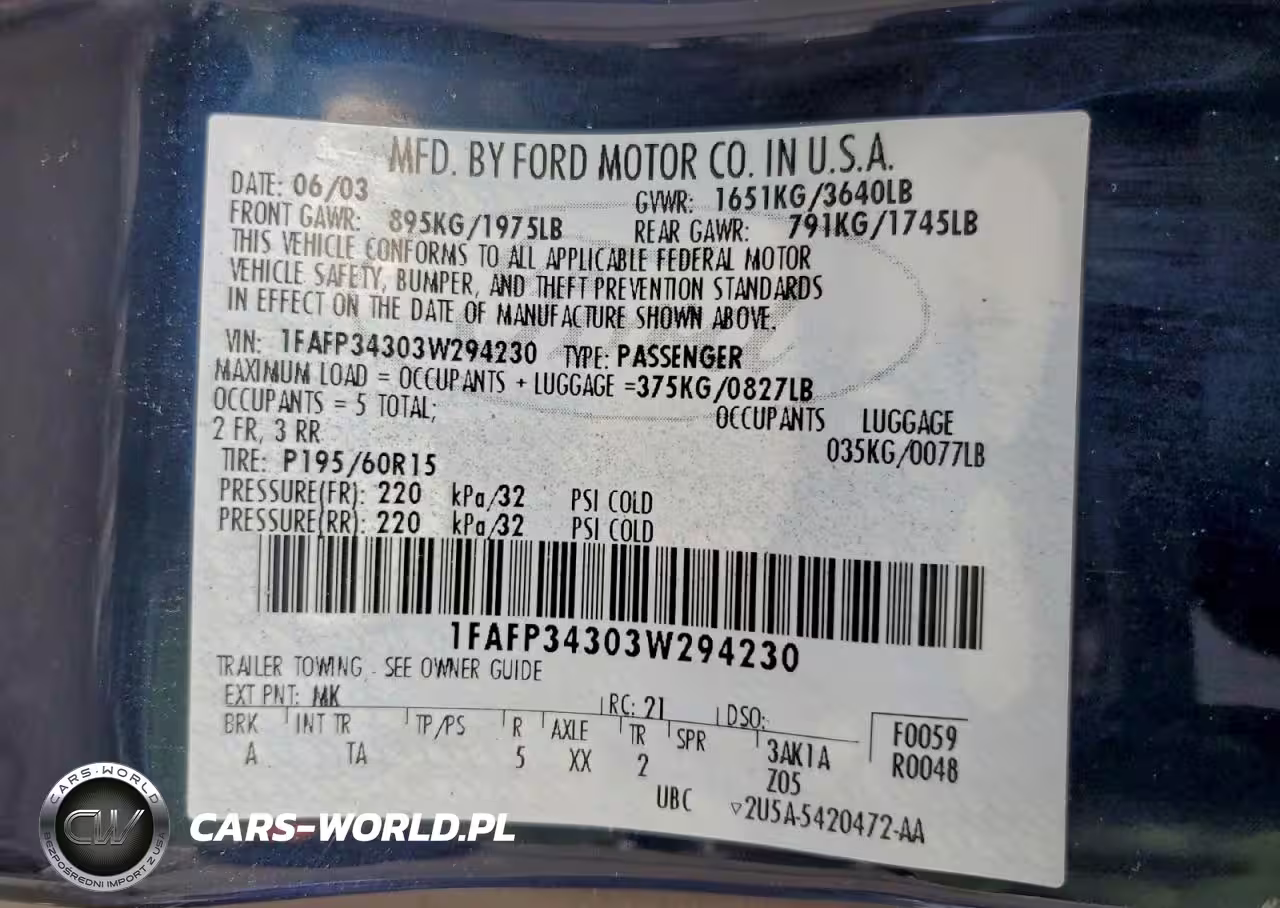 MFD. BY FORD MOTOR CO. IN U.S.A.
DATE: 06/03 GVWR: 1651KG/3640LB
FRONT GAWR: 895KG/1975LB REAR GAWR: 791KG/1745LB
THIS VEHICLE CONFORMS TO ALL APPLICABLE FEDERAL MOTOR
VEHICLE SAFETY, BUMPER, AND THEFT PREVENTION STANDARDS
IN EFFECT ON THE DATE OF MANUFACTURE SHOWN ABOVE.
VIN: 1FAFP34303W294230 TYPE: PASSENGER
MAXIMUM LOAD = OCCUPANTS + LUGGAGE =375KG/0827LB
OCCUPANTS = 5 TOTAL; OCCUPANTS LUGGAGE
2 FR, 3 RR 035KG/0077LB
TIRE: P195/60R15
PRESSURE(FR): 220 kPa/32 PSI COLD
PRESSURE(RR): 220 kPa/32 PSI COLD
1FAFP34303W294230
TRAILER TOWING - SEE OWNER GUIDE
EXT PNT: MK RC: 21 DSO:
BRK INT TR TP/PS R AXLE TR SPR F0059
A TA 5 XX 2 3AK1A R0048
Z05
UBC ▽2U5A-5420472-AA
CARS-WORLD
CW
BEZPOŚREDNI IMPORT Z USA
CARS-WORLD.PL